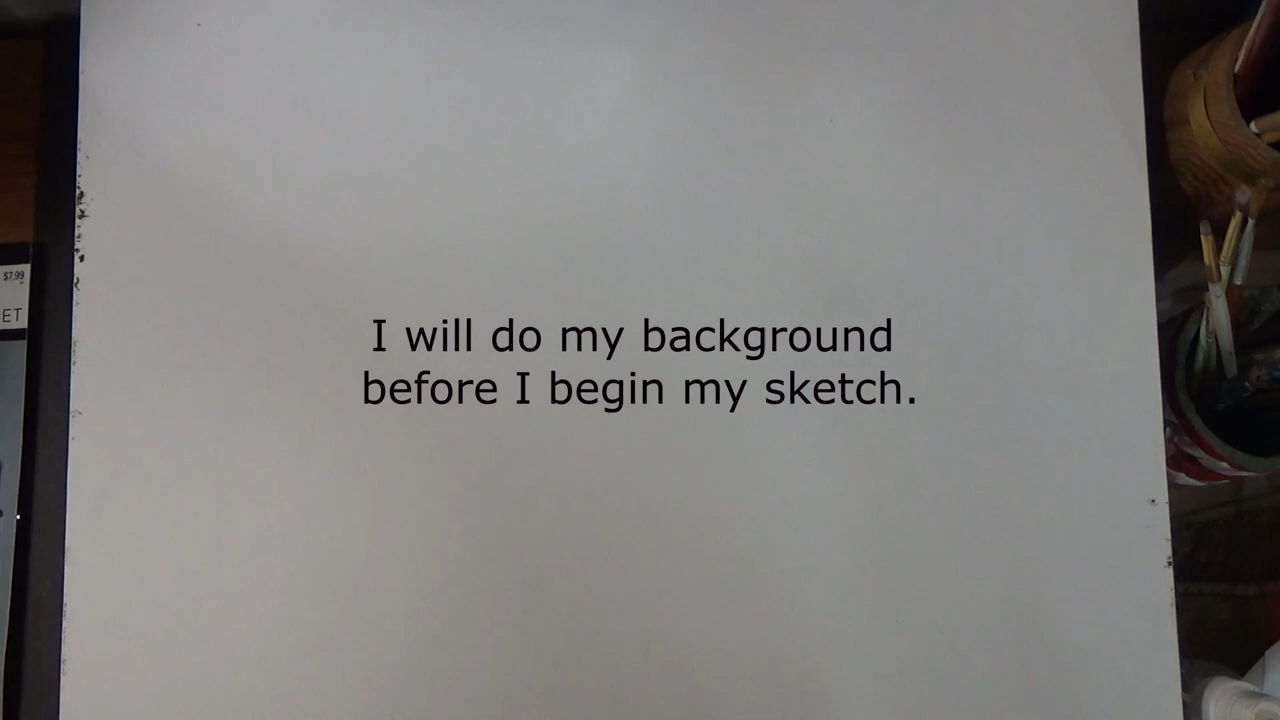 $7.99
ET
I will do my background
before I begin my sketch.